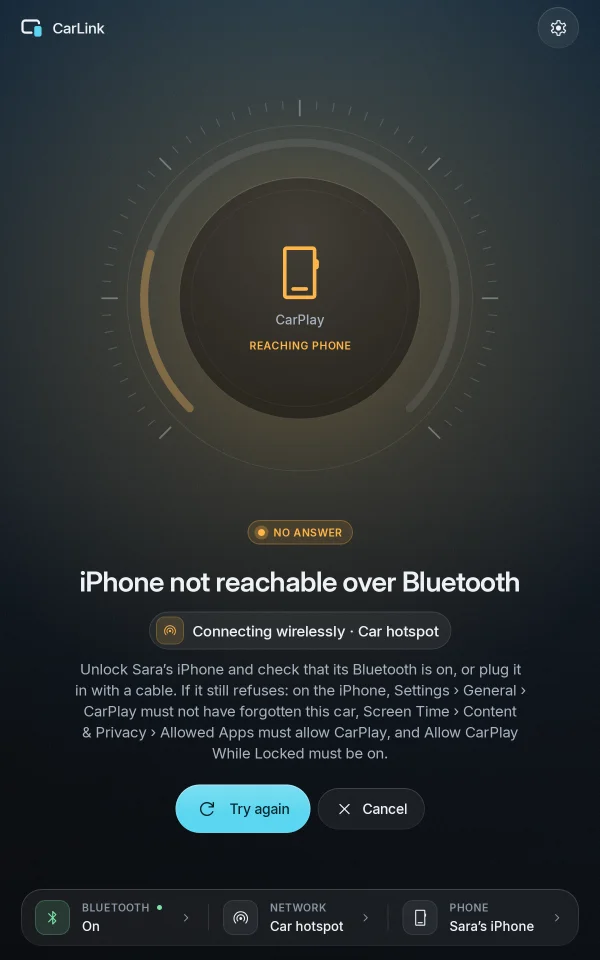 CarLink
CarPlay
REACHING PHONE
NO ANSWER
iPhone not reachable over Bluetooth
Connecting wirelessly · Car hotspot
Unlock Sara’s iPhone and check that its Bluetooth is on, or plug it
in with a cable. If it still refuses: on the iPhone, Settings › General ›
CarPlay must not have forgotten this car, Screen Time › Content
& Privacy › Allowed Apps must allow CarPlay, and Allow CarPlay
While Locked must be on.
Try again
Cancel
BLUETOOTH
On
NETWORK
Car hotspot
PHONE
Sara’s iPhone